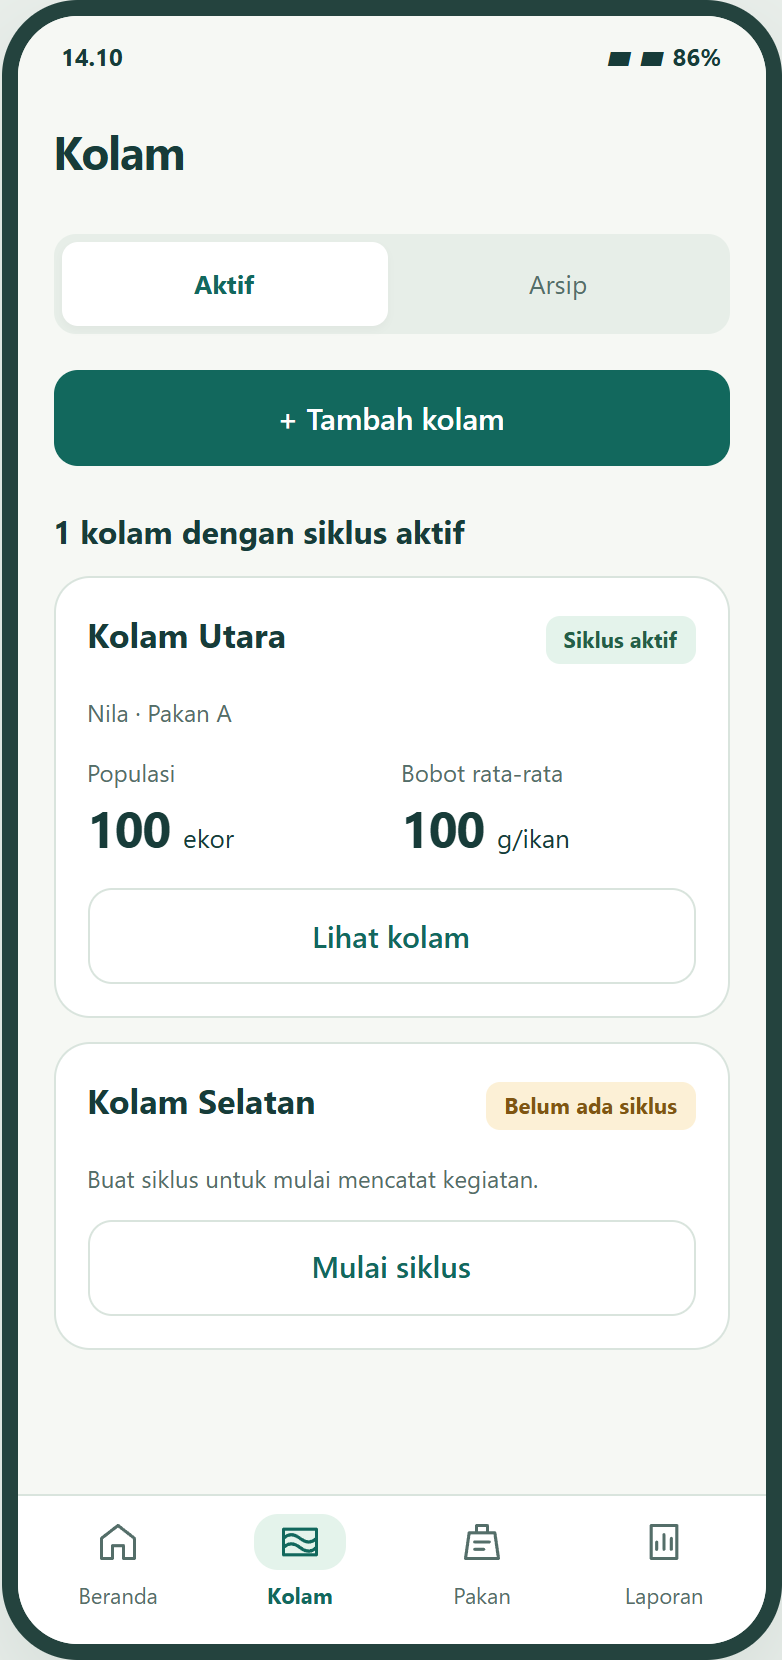 14.10 86%
Kolam
Aktif Arsip
+ Tambah kolam
1 kolam dengan siklus aktif
Kolam Utara Siklus aktif
Nila · Pakan A
Populasi Bobot rata-rata
100 ekor 100 g/ikan
Lihat kolam
Kolam Selatan Belum ada siklus
Buat siklus untuk mulai mencatat kegiatan.
Mulai siklus
Beranda Kolam Pakan Laporan